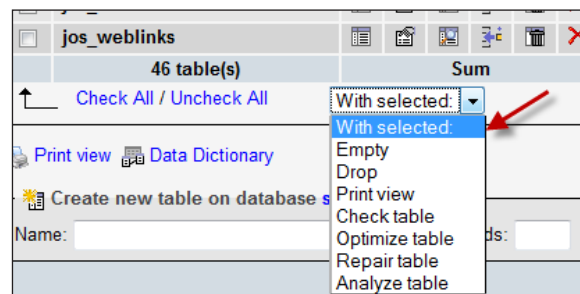 jos_weblinks
46 table(s) Sum
Check All / Uncheck All With selected:
With selected:
Empty
Drop
Print view
Check table
Optimize table
Repair table
Analyze table
Print view Data Dictionary
Create new table on database s
Name: ds: